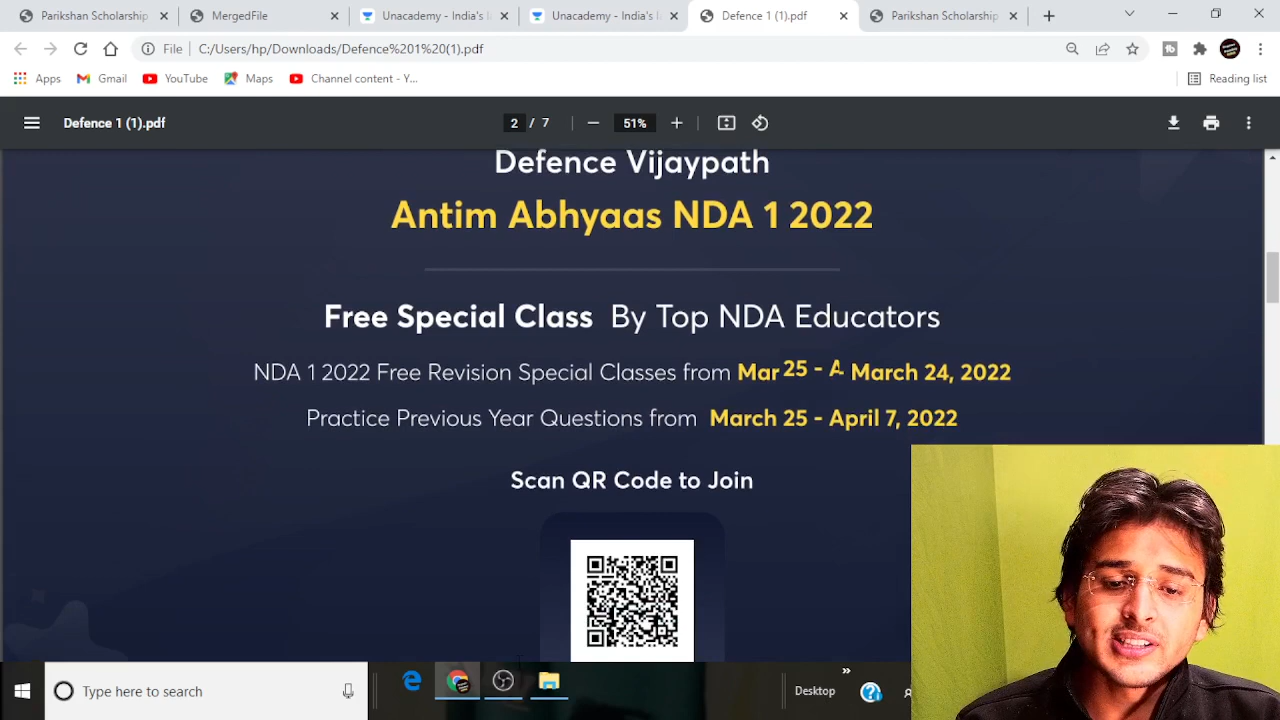 Parikshan Scholarship
MergedFile
Unacademy - India's l
Unacademy - India's l
Defence 1 (1).pdf
Parikshan Scholarship
File
C:/Users/hp/Downloads/Defence%201%20(1).pdf
Apps
Gmail
YouTube
Maps
Channel content - Y...
Reading list
Defence 1 (1).pdf
2 / 7
51%
Defence Vijaypath
Antim Abhyaas NDA 1 2022
Free Special Class By Top NDA Educators
NDA 1 2022 Free Revision Special Classes from Mar 25 - A March 24, 2022
Practice Previous Year Questions from March 25 - April 7, 2022
Scan QR Code to Join
Type here to search
Desktop